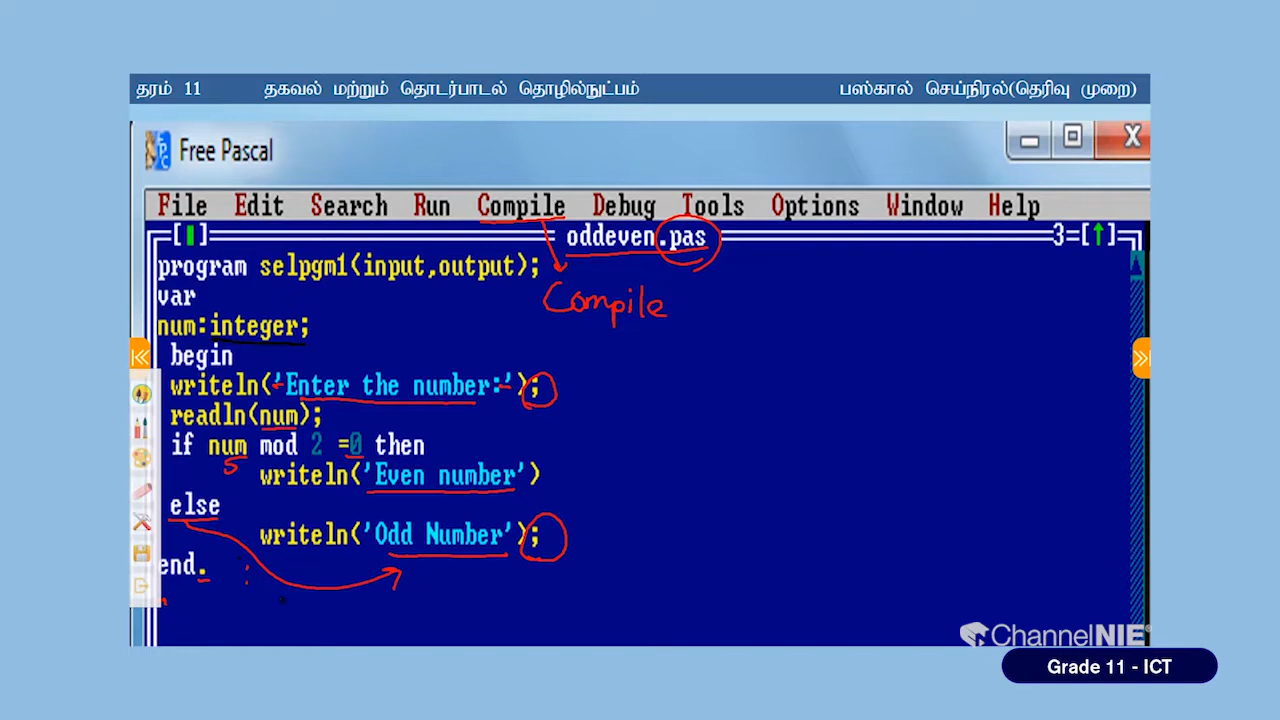 தரம் 11 தகவல் மற்றும் தொடர்பாடல் தொழில்நுட்பம் பஸ்கால் செய்நிரல்(தெரிவு முறை)
Free Pascal
File Edit Search Run Compile Debug Tools Options Window Help
oddeven.pas 3=[↑]
program selpgm1(input,output);
Compile
var
num:integer;
begin
writeln('Enter the number:');
readln(num);
if num mod 2 =0 then
5
writeln('Even number')
else
writeln('Odd Number');
end.
ChannelNIE
Grade 11 - ICT